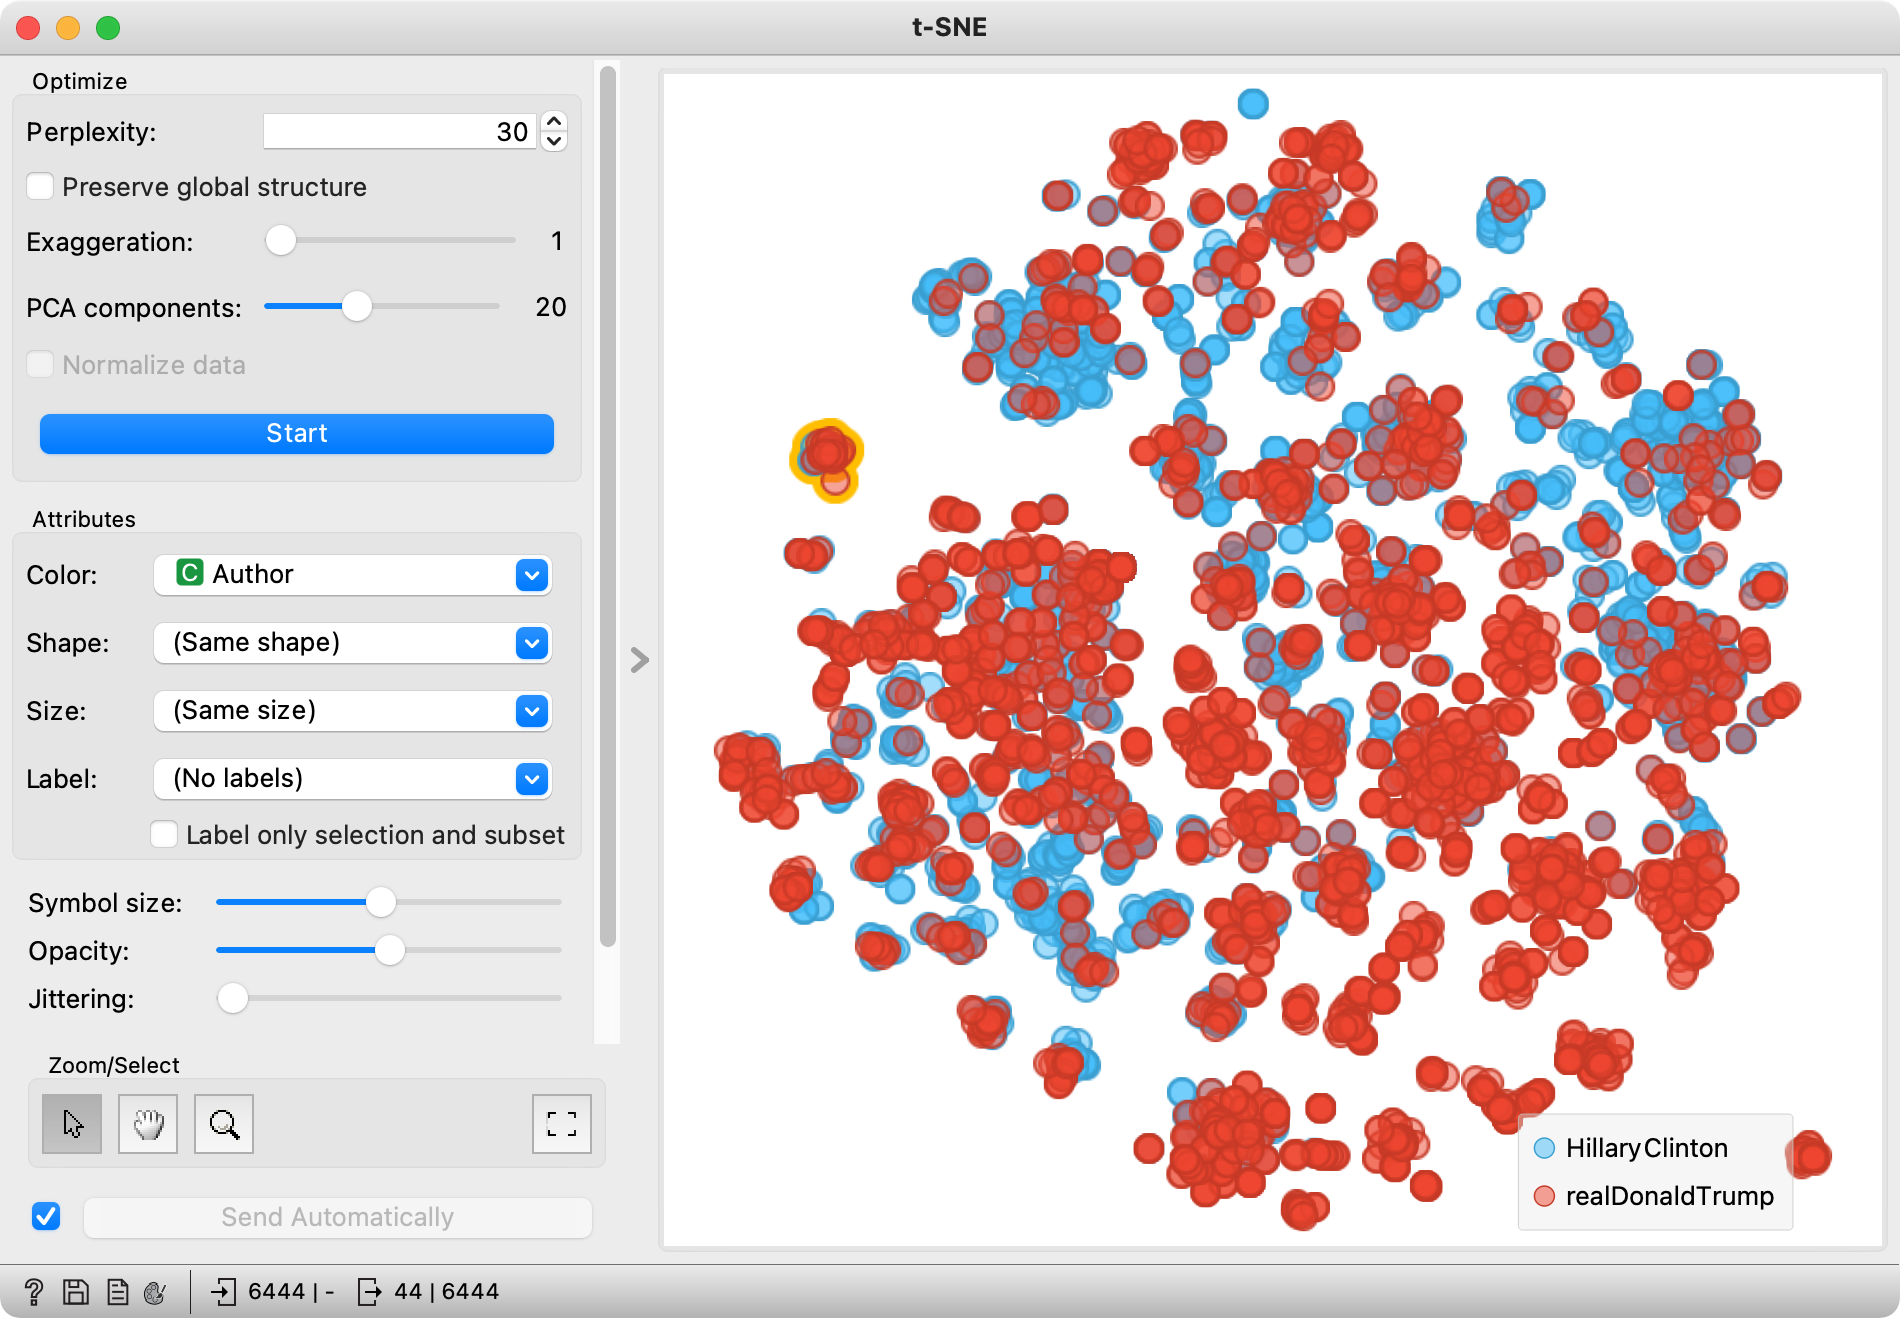 t-SNE
Optimize
Perplexity: 30
Preserve global structure
Exaggeration: 1
PCA components: 20
Normalize data
Start
Attributes
Color: C Author
Shape: (Same shape)
Size: (Same size)
Label: (No labels)
Label only selection and subset
Symbol size:
Opacity:
Jittering:
Zoom/Select
Send Automatically
? 6444 | - 44 | 6444
HillaryClinton
realDonaldTrump